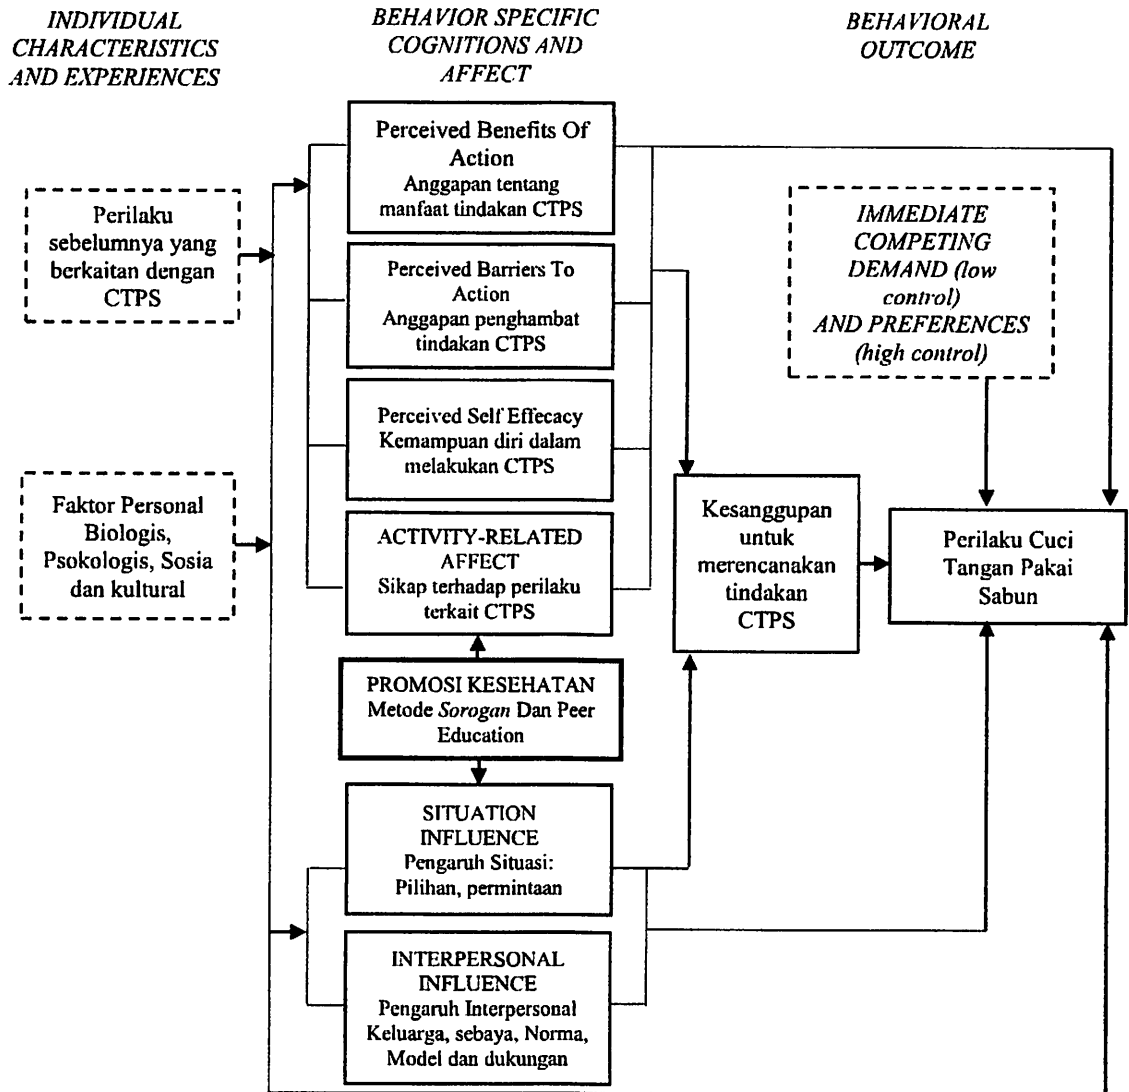 INDIVIDUAL
CHARACTERISTICS
AND EXPERIENCES
BEHAVIOR SPECIFIC
COGNITIONS AND
AFFECT
BEHAVIORAL
OUTCOME
Perceived Benefits Of
Action
Anggapan tentang
manfaat tindakan CTPS
Perilaku
sebelumnya yang
berkaitan dengan
CTPS
IMMEDIATE
COMPETING
DEMAND (low
control)
AND PREFERENCES
(high control)
Perceived Barriers To
Action
Anggapan penghambat
tindakan CTPS
Perceived Self Effecacy
Kemampuan diri dalam
melakukan CTPS
Faktor Personal
Biologis,
Psokologis, Sosia
dan kultural
ACTIVITY-RELATED
AFFECT
Sikap terhadap perilaku
terkait CTPS
Kesanggupan
untuk
merencanakan
tindakan
CTPS
Perilaku Cuci
Tangan Pakai
Sabun
PROMOSI KESEHATAN
Metode Sorogan Dan Peer
Education
SITUATION
INFLUENCE
Pengaruh Situasi:
Pilihan, permintaan
INTERPERSONAL
INFLUENCE
Pengaruh Interpersonal
Keluarga, sebaya, Norma,
Model dan dukungan